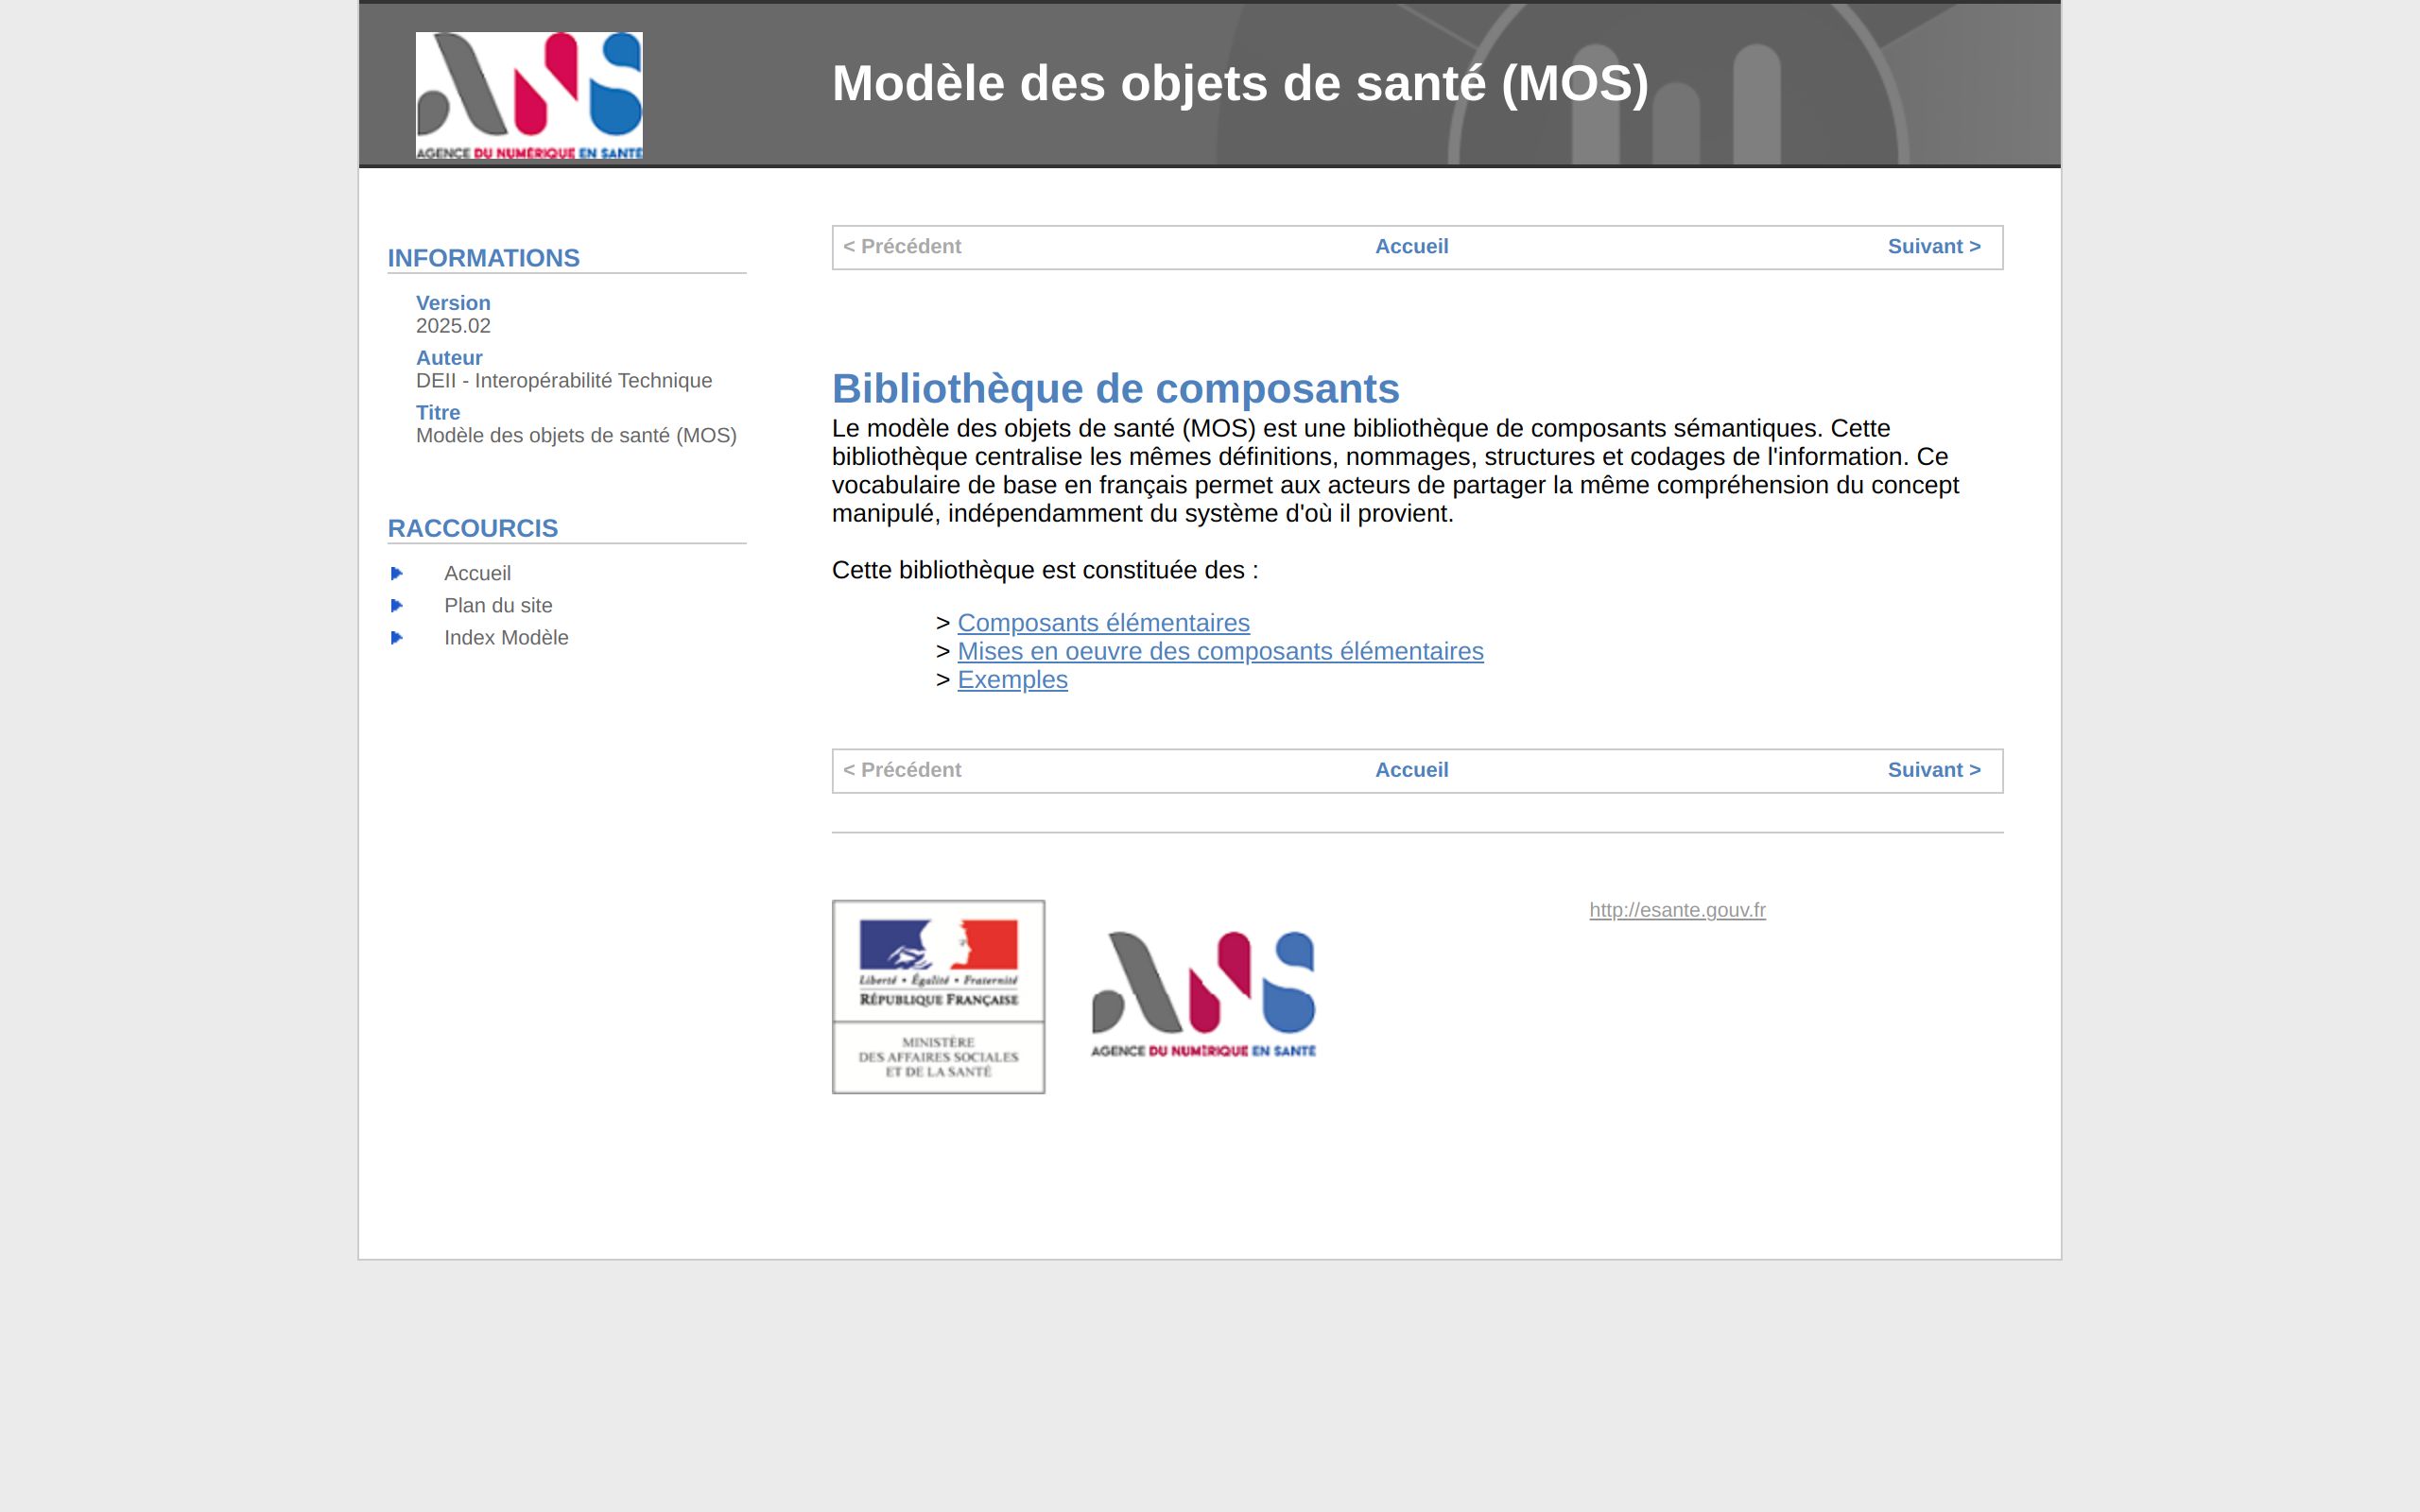 AGENCE DU NUMÉRIQUE EN SANTÉ
Modèle des objets de santé (MOS)
INFORMATIONS
Version
2025.02
Auteur
DEII - Interopérabilité Technique
Titre
Modèle des objets de santé (MOS)
RACCOURCIS
Accueil
Plan du site
Index Modèle
< Précédent Accueil Suivant >
Bibliothèque de composants
Le modèle des objets de santé (MOS) est une bibliothèque de composants sémantiques. Cette
bibliothèque centralise les mêmes définitions, nommages, structures et codages de l'information. Ce
vocabulaire de base en français permet aux acteurs de partager la même compréhension du concept
manipulé, indépendamment du système d'où il provient.
Cette bibliothèque est constituée des :
> Composants élémentaires
> Mises en oeuvre des composants élémentaires
> Exemples
< Précédent Accueil Suivant >
Liberté • Égalité • Fraternité
RÉPUBLIQUE FRANÇAISE
MINISTÈRE
DES AFFAIRES SOCIALES
ET DE LA SANTÉ
AGENCE DU NUMÉRIQUE EN SANTÉ
http://esante.gouv.fr